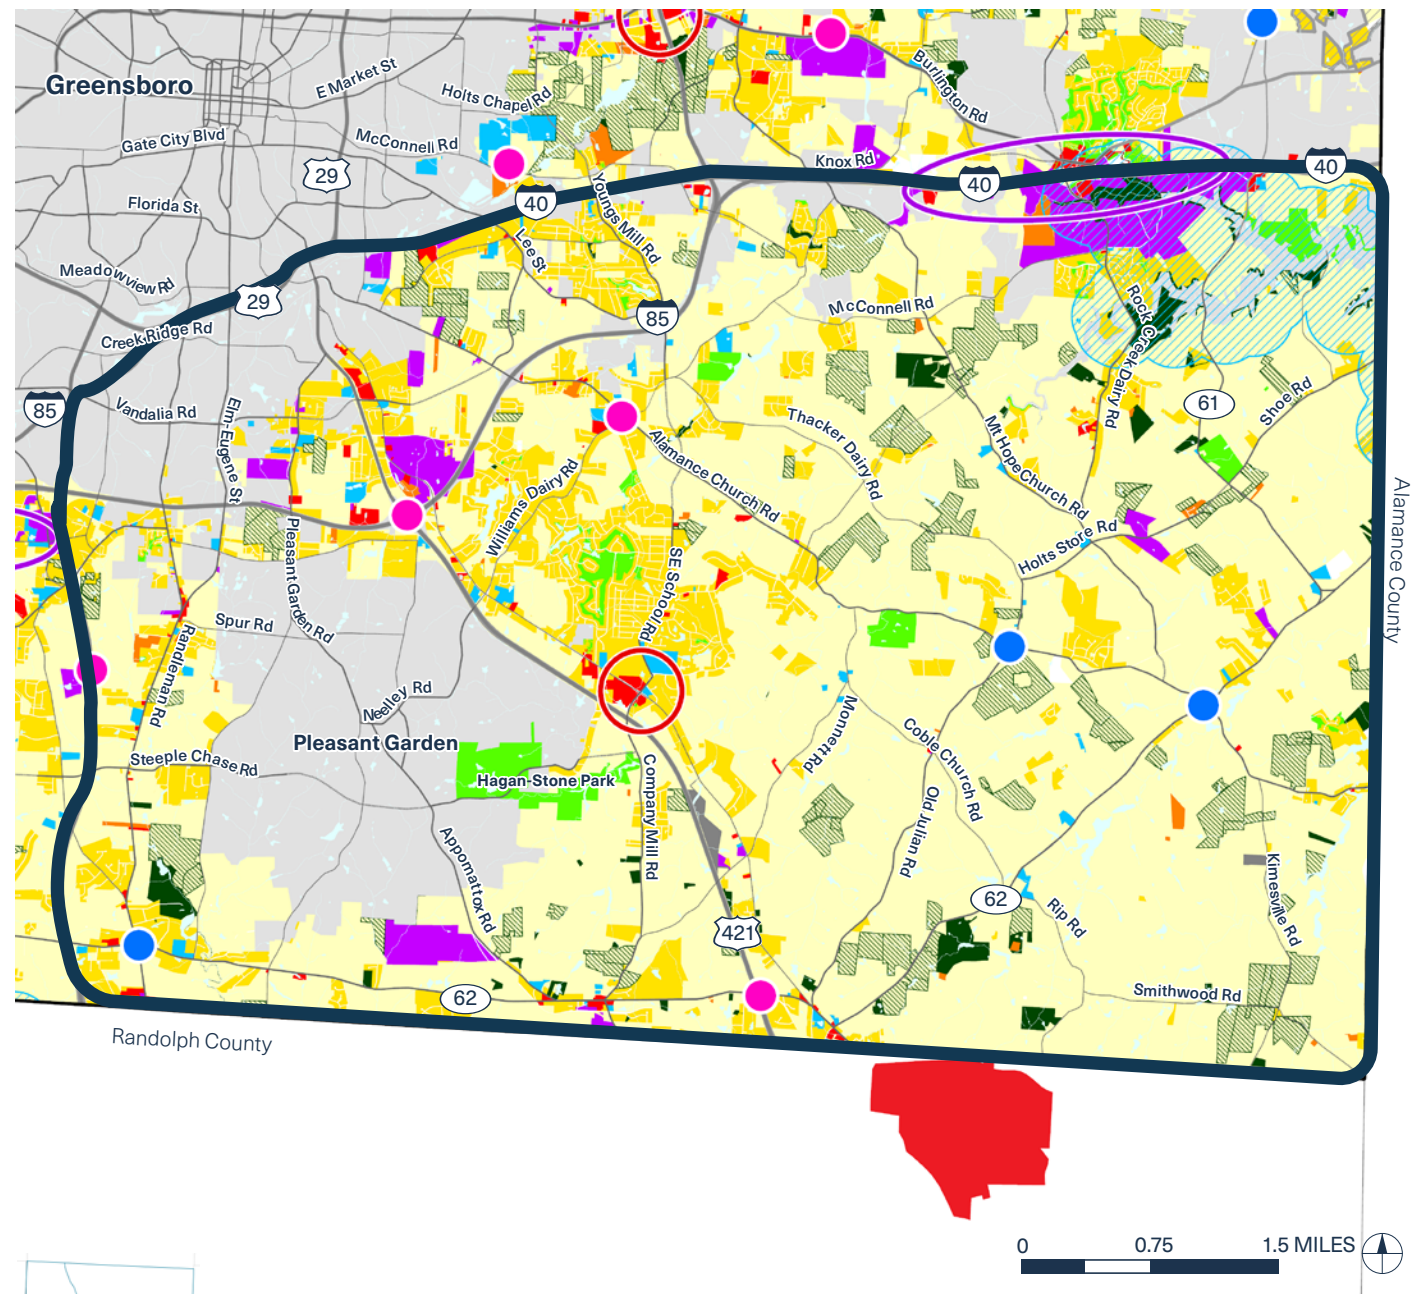 Greensboro
E Market St
Holts Chapel Rd
Burlington Rd
Gate City Blvd
McConnell Rd
Knox Rd
29
40
40
40
Florida St
Youngs Mill Rd
Lee St
Meadowview Rd
29
85
McConnell Rd
Rock Creek Dairy Rd
Creek Ridge Rd
85
Vandalia Rd
Elm-Eugene St
61
Shoe Rd
Thacker Dairy Rd
Mt Hope Church Rd
Alamance Church Rd
Williams Dairy Rd
Alamance County
Holts Store Rd
Pleasant Garden Rd
SE School Rd
Spur Rd
Randleman Rd
Neelley Rd
Monnett Rd
Coble Church Rd
Pleasant Garden
Steeple Chase Rd
Hagan-Stone Park
Company Mill Rd
Old Julian Rd
Appomattox Rd
Kimesville Rd
62
Rip Rd
421
62
Smithwood Rd
Randolph County
0 0.75 1.5 MILES